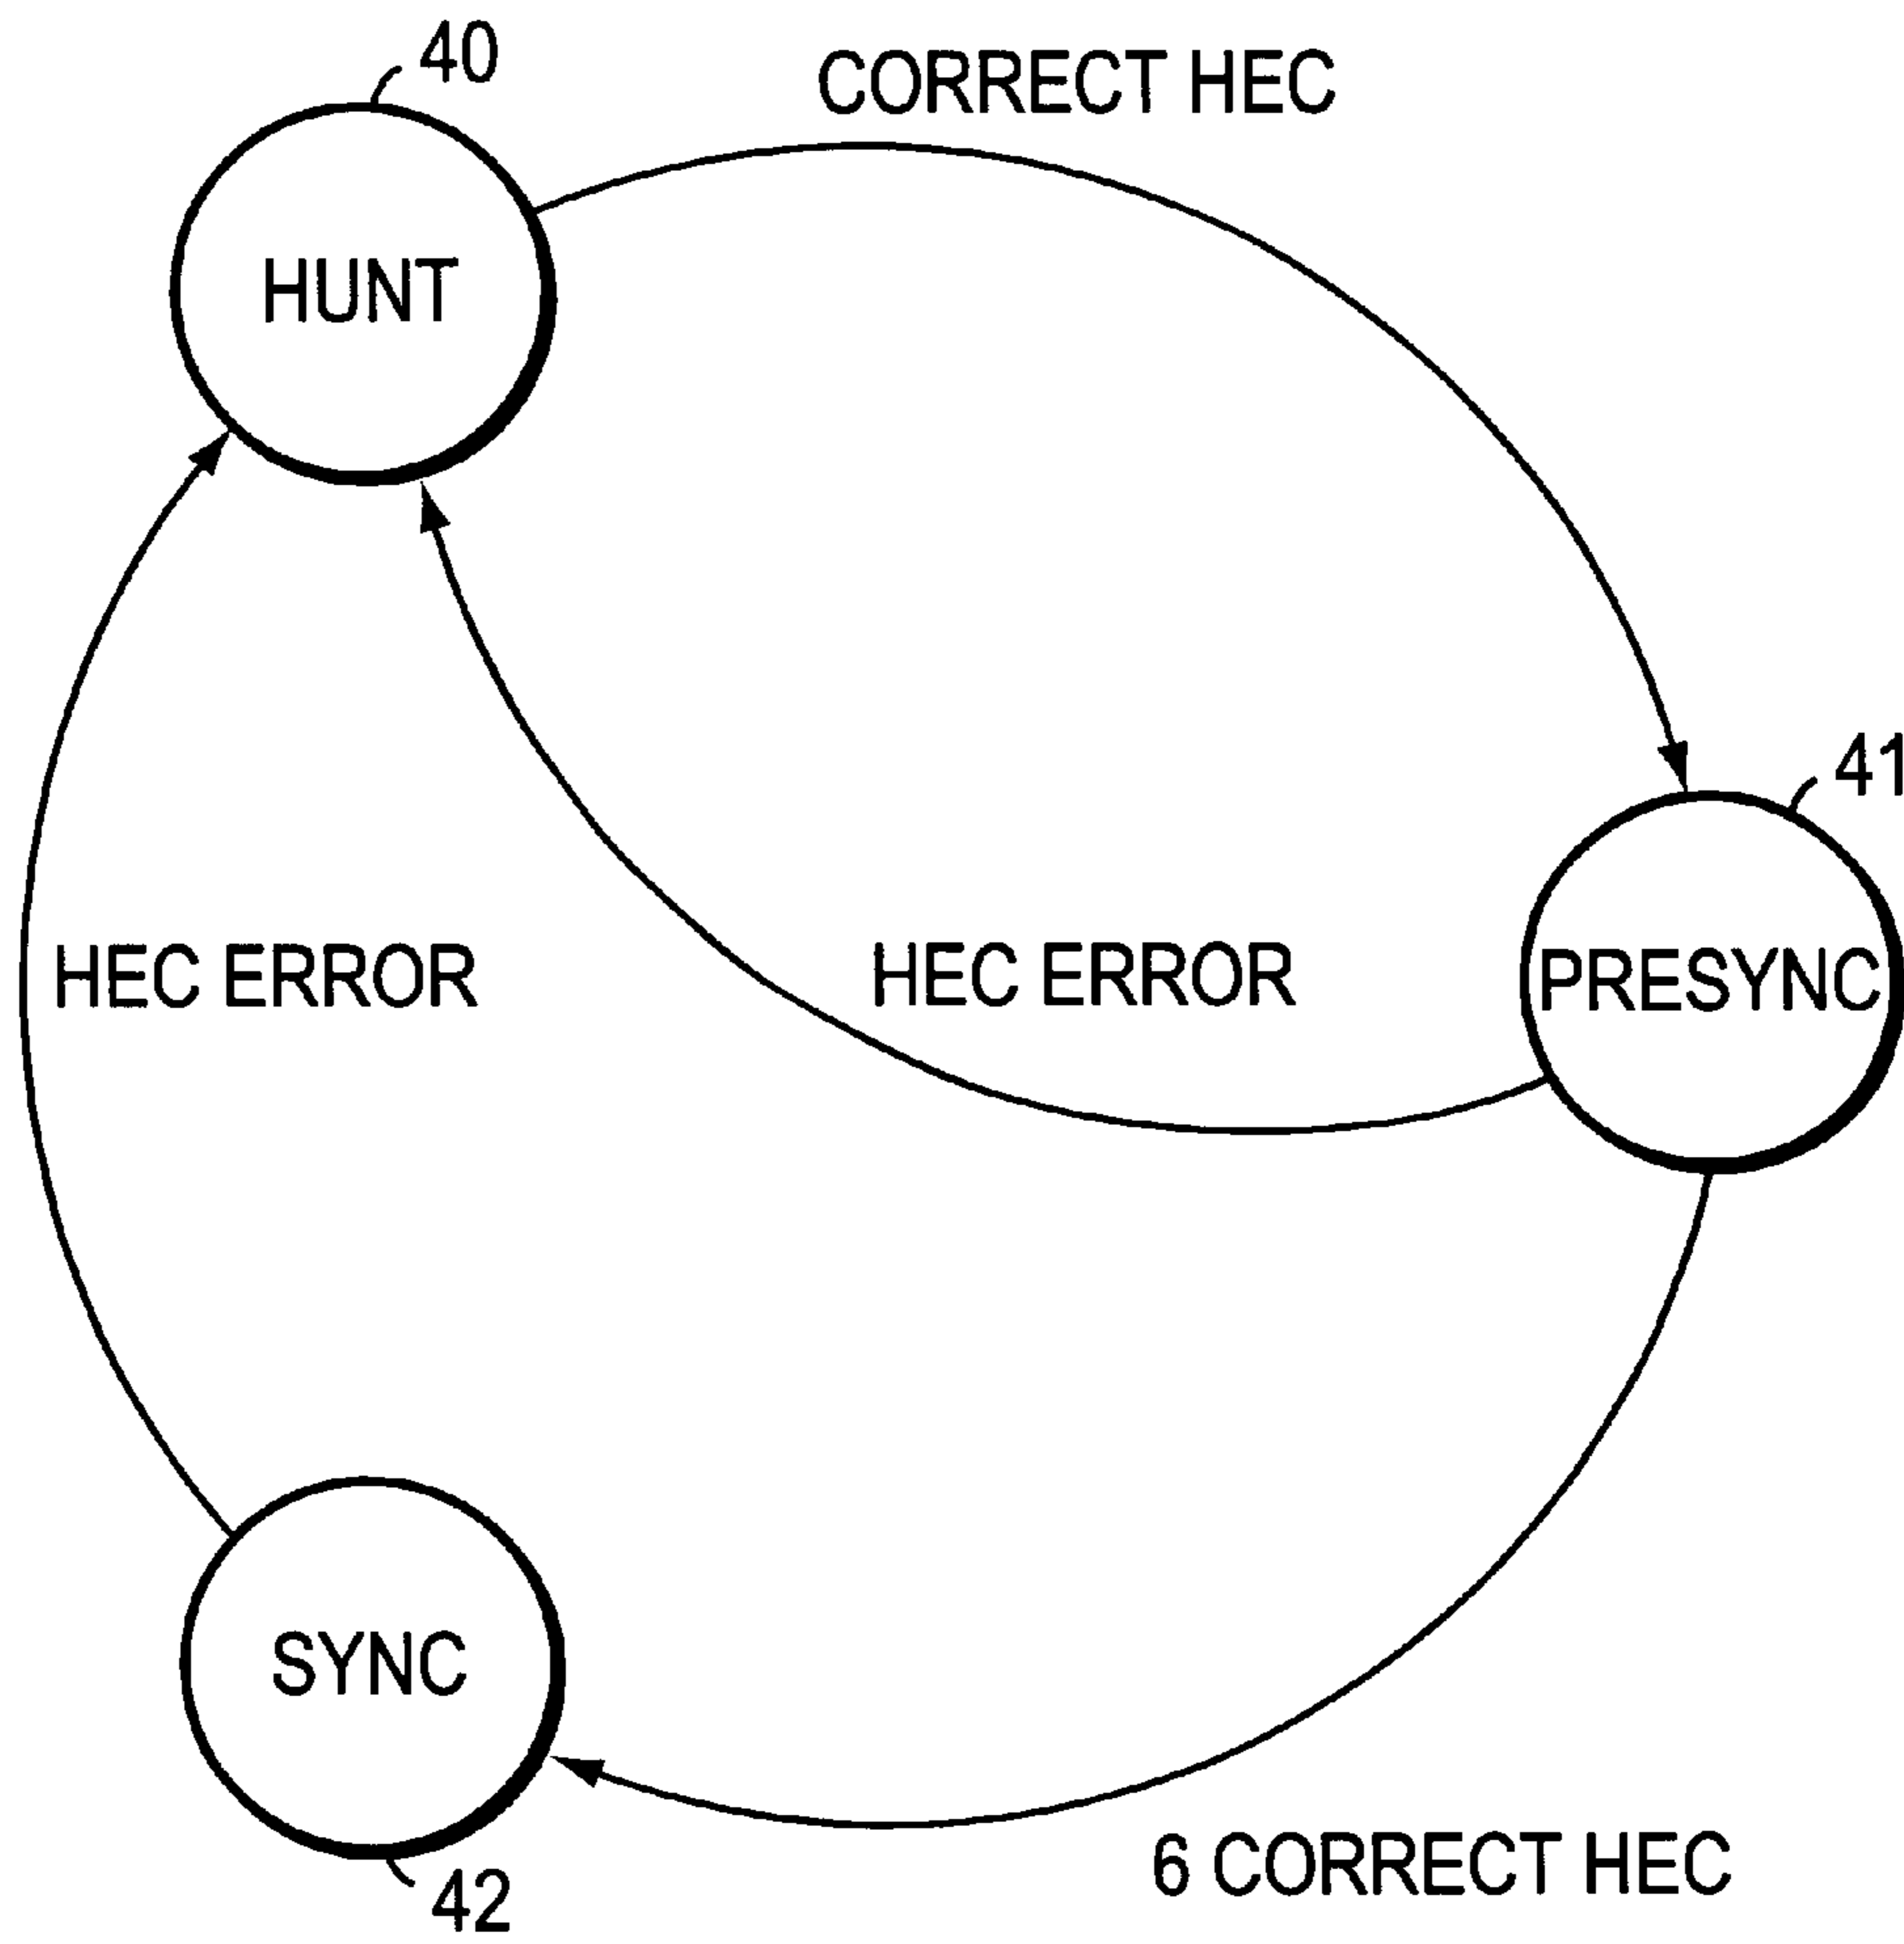 40
CORRECT HEC
HUNT
41
HEC ERROR
HEC ERROR
PRESYNC
SYNC
6 CORRECT HEC
42